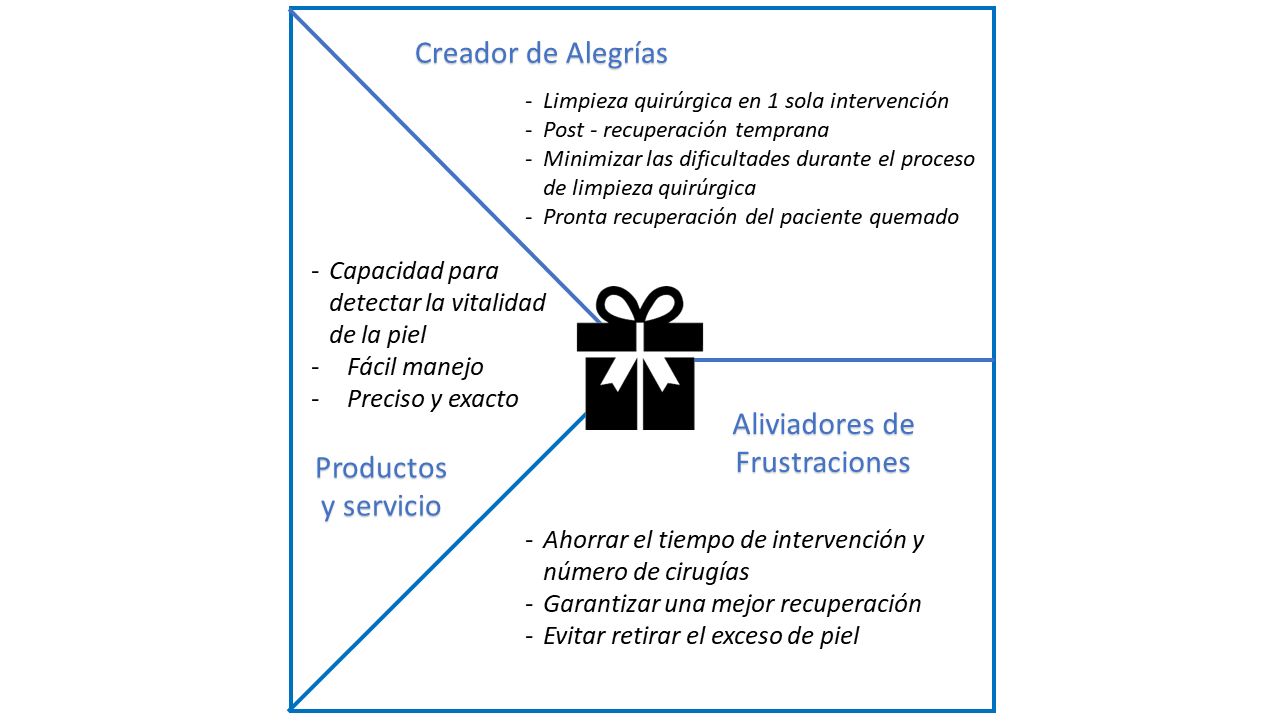 Creador de Alegrías
- Limpieza quirúrgica en 1 sola intervención
- Post - recuperación temprana
- Minimizar las dificultades durante el proceso
de limpieza quirúrgica
- Pronta recuperación del paciente quemado
- Capacidad para
detectar la vitalidad
de la piel
- Fácil manejo
- Preciso y exacto
Productos
y servicio
Aliviadores de
Frustraciones
- Ahorrar el tiempo de intervención y
número de cirugías
- Garantizar una mejor recuperación
- Evitar retirar el exceso de piel